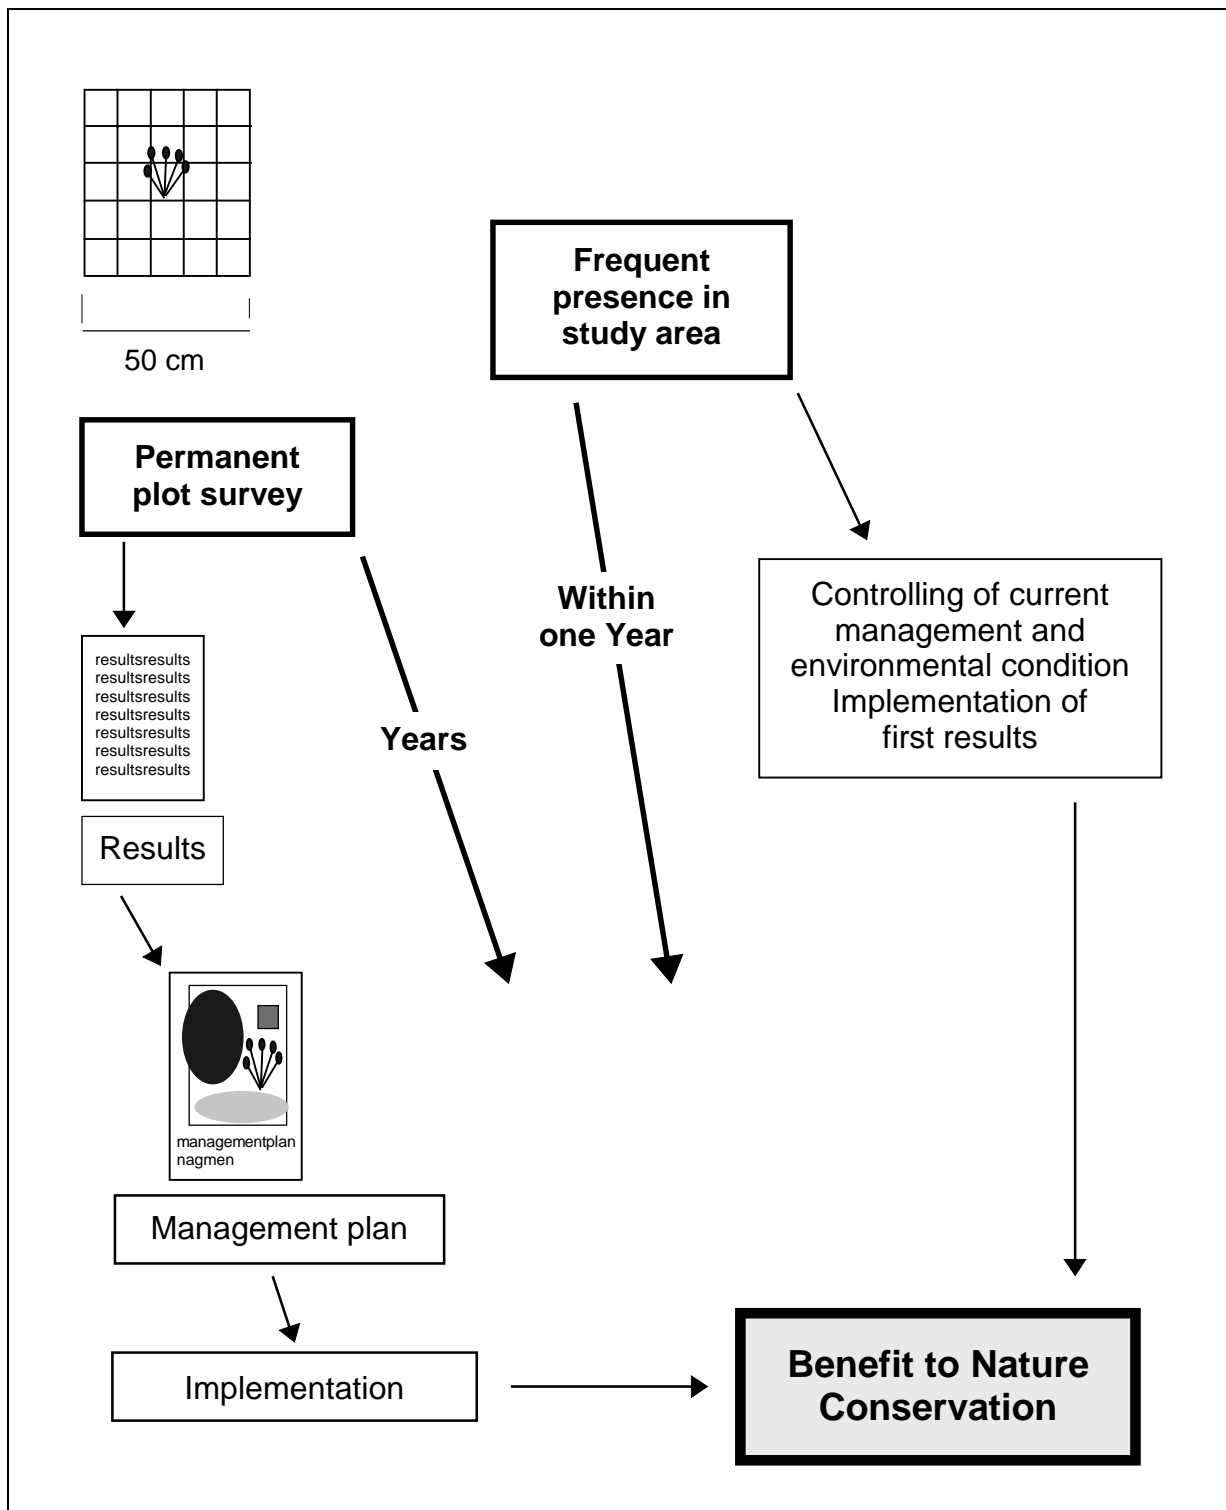 50 cm
Frequent
presence in
study area
Permanent
plot survey
Within
one Year
Controlling of current
management and
environmental condition
Implementation of
first results
resultsresults
resultsresults
resultsresults
resultsresults
resultsresults
resultsresults
resultsresults
Years
Results
managementplan
nagmen
Management plan
Implementation
Benefit to Nature
Conservation